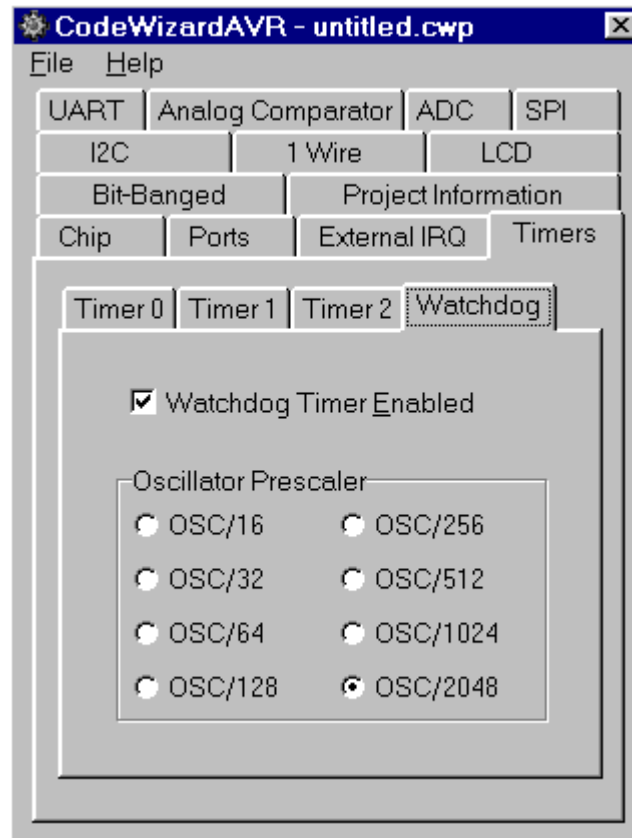 CodeWizardAVR - untitled.cwp
File Help
UART Analog Comparator ADC SPI
I2C 1 Wire LCD
Bit-Banged Project Information
Chip Ports External IRQ Timers
Timer 0 Timer 1 Timer 2 Watchdog
Watchdog Timer Enabled
Oscillator Prescaler
OSC/16 OSC/256
OSC/32 OSC/512
OSC/64 OSC/1024
OSC/128 OSC/2048